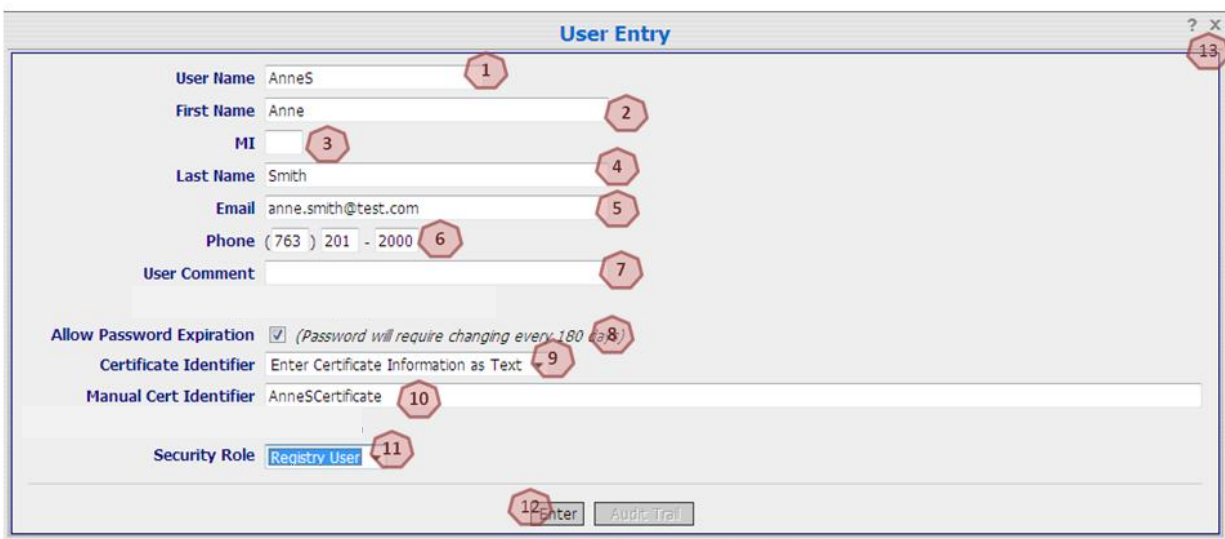 User Entry
? X
13
User Name AnneS 1
First Name Anne 2
MI 3
Last Name Smith 4
Email anne.smith@test.com 5
Phone (763) 201 - 2000 6
User Comment 7
Allow Password Expiration (Password will require changing every 180 days) 8
Certificate Identifier Enter Certificate Information as Text 9
Manual Cert Identifier AnneSCertificate 10
Security Role Registry User 11
12 Enter Audit Trail